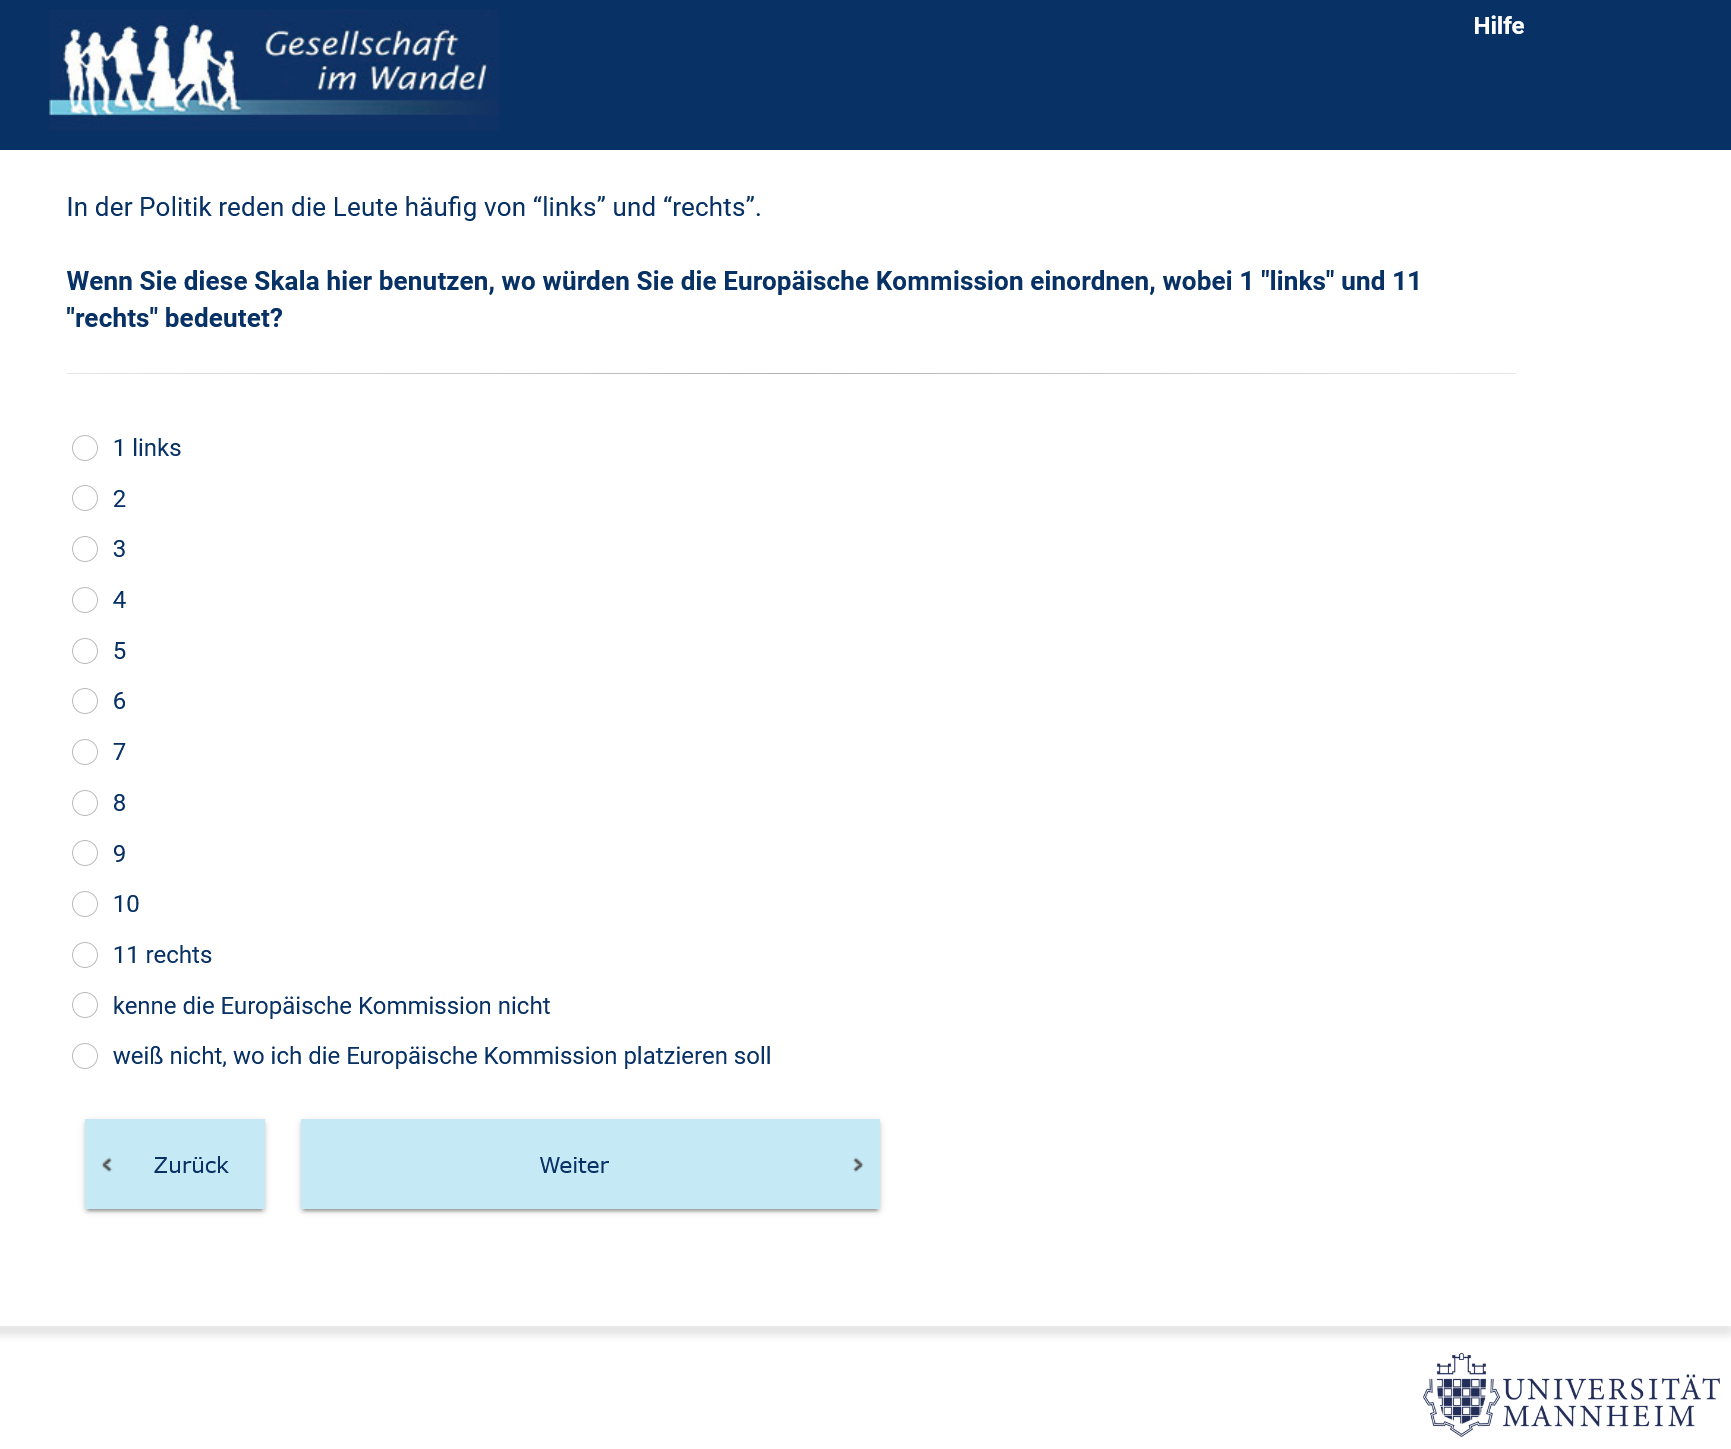 Gesellschaft
im Wandel
Hilfe
In der Politik reden die Leute häufig von “links” und “rechts”.
Wenn Sie diese Skala hier benutzen, wo würden Sie die Europäische Kommission einordnen, wobei 1 "links" und 11
"rechts" bedeutet?
1 links
2
3
4
5
6
7
8
9
10
11 rechts
kenne die Europäische Kommission nicht
weiß nicht, wo ich die Europäische Kommission platzieren soll
Zurück
Weiter
UNIVERSITÄT
MANNHEIM